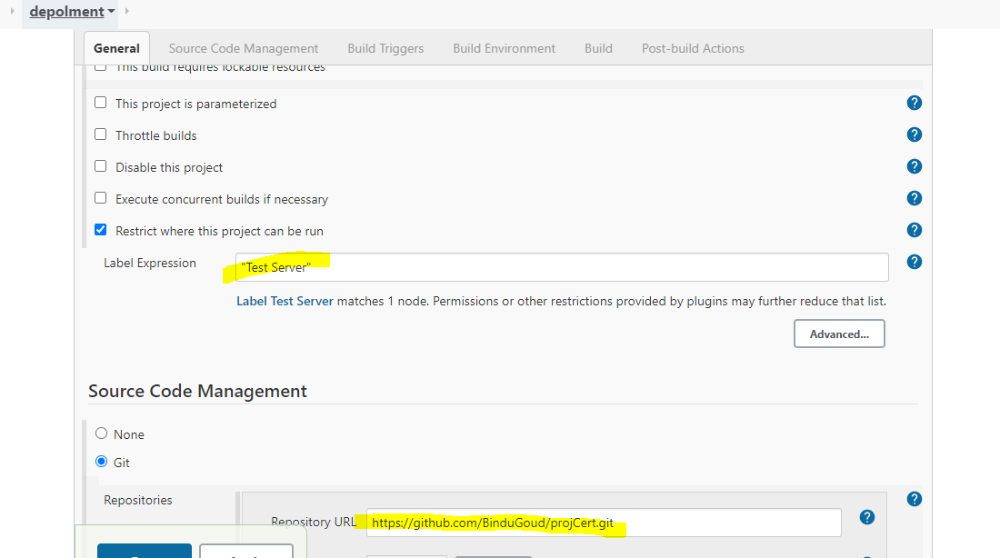 depolment
General Source Code Management Build Triggers Build Environment Build Post-build Actions
This build requires lockable resources
This project is parameterized
Throttle builds
Disable this project
Execute concurrent builds if necessary
Restrict where this project can be run
Label Expression "Test Server"
Label Test Server matches 1 node. Permissions or other restrictions provided by plugins may further reduce that list.
Advanced...
Source Code Management
None
Git
Repositories
Repository URL https://github.com/BinduGoud/projCert.git